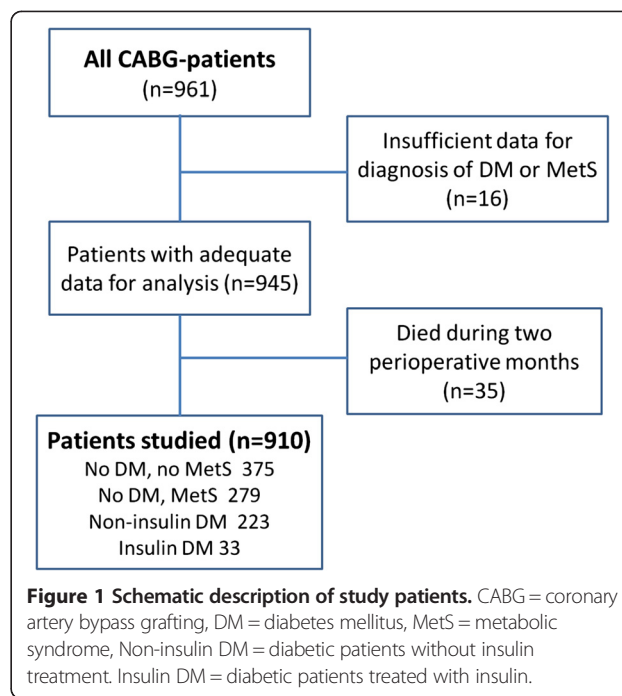 All CABG-patients
(n=961)
Insufficient data for
diagnosis of DM or MetS
(n=16)
Patients with adequate
data for analysis (n=945)
Died during two
perioperative months
(n=35)
Patients studied (n=910)
No DM, no MetS 375
No DM, MetS 279
Non-insulin DM 223
Insulin DM 33
Figure 1 Schematic description of study patients. CABG = coronary
artery bypass grafting, DM = diabetes mellitus, MetS = metabolic
syndrome, Non-insulin DM = diabetic patients without insulin
treatment. Insulin DM = diabetic patients treated with insulin.